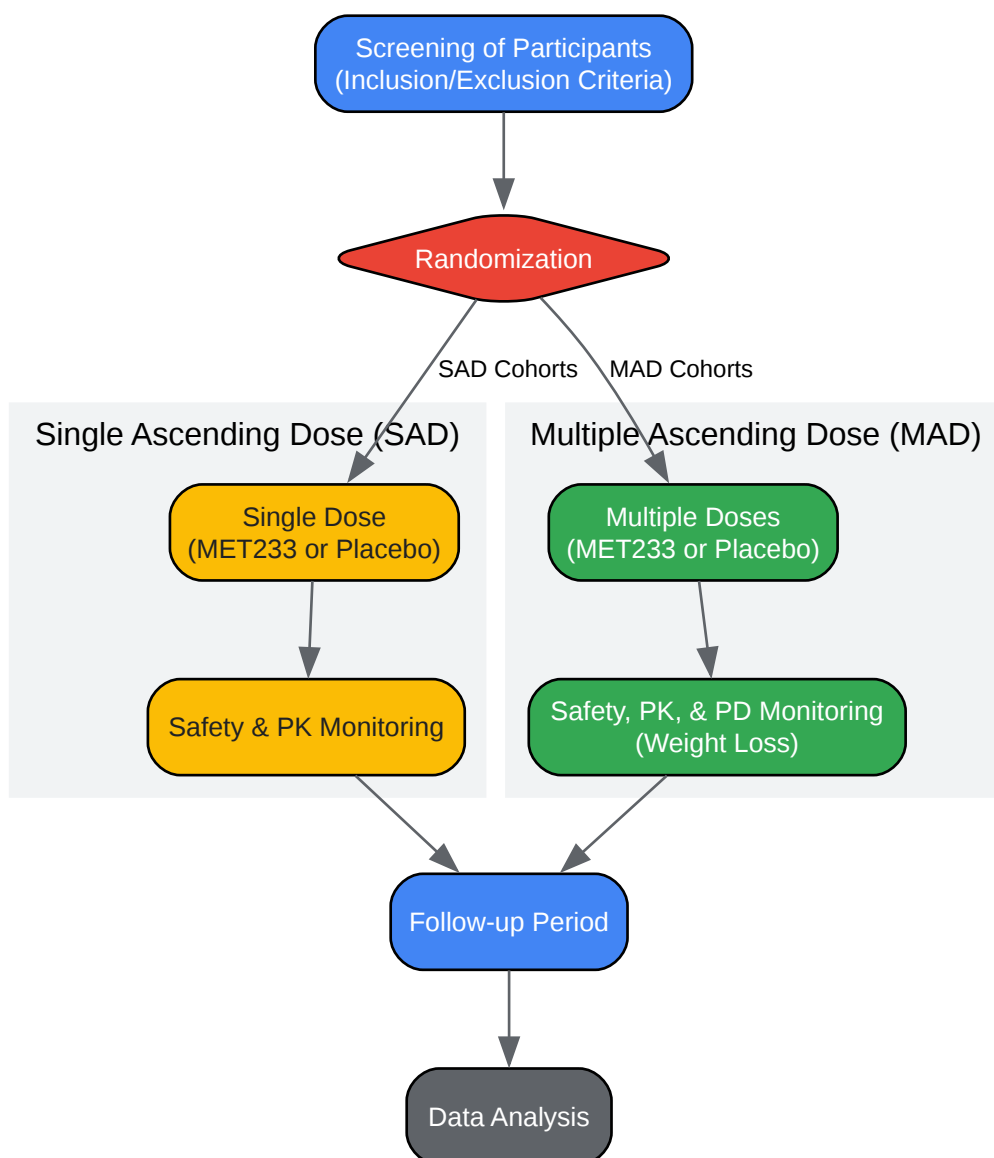 Screening of Participants
(Inclusion/Exclusion Criteria)
Randomization
SAD Cohorts
MAD Cohorts
Single Ascending Dose (SAD)
Multiple Ascending Dose (MAD)
Single Dose
(MET233 or Placebo)
Multiple Doses
(MET233 or Placebo)
Safety & PK Monitoring
Safety, PK, & PD Monitoring
(Weight Loss)
Follow-up Period
Data Analysis